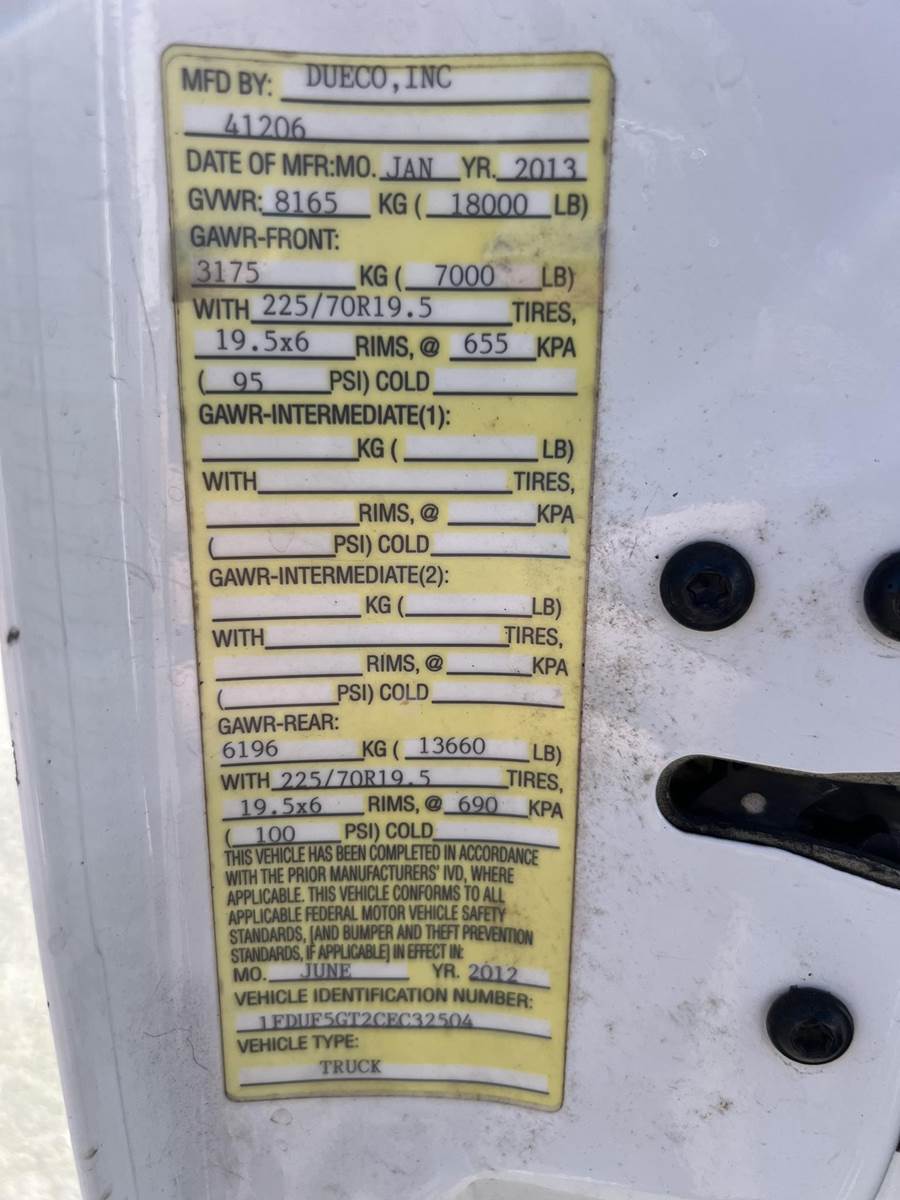 MFD BY: DUECO,INC
41206
DATE OF MFR:MO. JAN YR. 2013
GVWR: 8165 KG ( 18000 LB)
GAWR-FRONT:
3175 KG ( 7000 LB)
WITH 225/70R19.5 TIRES,
19.5x6 RIMS, @ 655 KPA
( 95 PSI) COLD
GAWR-INTERMEDIATE(1):
KG ( LB)
WITH TIRES,
RIMS, @ KPA
( PSI) COLD
GAWR-INTERMEDIATE(2):
KG ( LB)
WITH TIRES,
RIMS, @ KPA
( PSI) COLD
GAWR-REAR:
6196 KG ( 13660 LB)
WITH 225/70R19.5 TIRES,
19.5x6 RIMS, @ 690 KPA
( 100 PSI) COLD
THIS VEHICLE HAS BEEN COMPLETED IN ACCORDANCE
WITH THE PRIOR MANUFACTURERS' IVD, WHERE
APPLICABLE. THIS VEHICLE CONFORMS TO ALL
APPLICABLE FEDERAL MOTOR VEHICLE SAFETY
STANDARDS, [AND BUMPER AND THEFT PREVENTION
STANDARDS, IF APPLICABLE] IN EFFECT IN:
MO. JUNE YR. 2012
VEHICLE IDENTIFICATION NUMBER:
1FDUF5GT2CEC32504
VEHICLE TYPE:
TRUCK